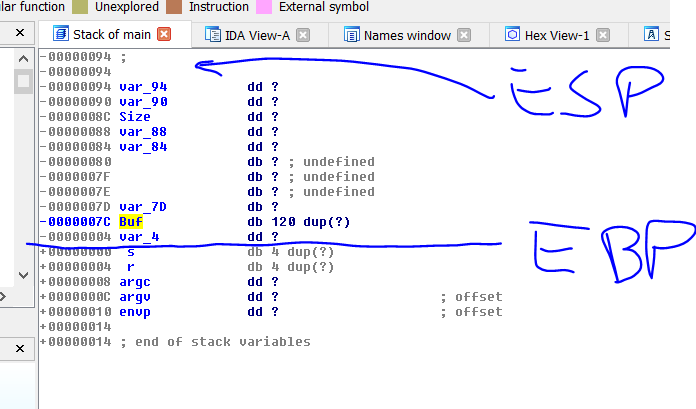 ular function Unexplored Instruction External symbol
Stack of main IDA View-A Names window Hex View-1
-00000094 ;
-00000094
-00000094 var_94 dd ?
-00000090 var_90 dd ?
-0000008C Size dd ?
-00000088 var_88 dd ?
-00000084 var_84 dd ?
-00000080 db ? ; undefined
-0000007F db ? ; undefined
-0000007E db ? ; undefined
-0000007D var_7D db ?
-0000007C Buf db 120 dup(?)
-00000004 var_4 dd ?
+00000000 s db 4 dup(?)
+00000004 r db 4 dup(?)
+00000008 argc dd ?
+0000000C argv dd ? ; offset
+00000010 envp dd ? ; offset
+00000014
+00000014 ; end of stack variables
ESP
EBP